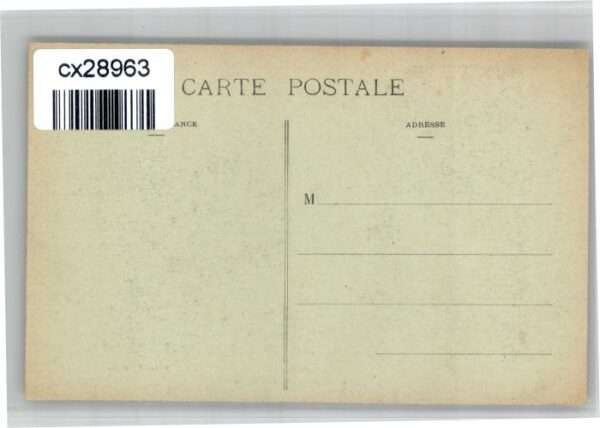 cx28963
CARTE POSTALE
ANCE
ADRESSE
M